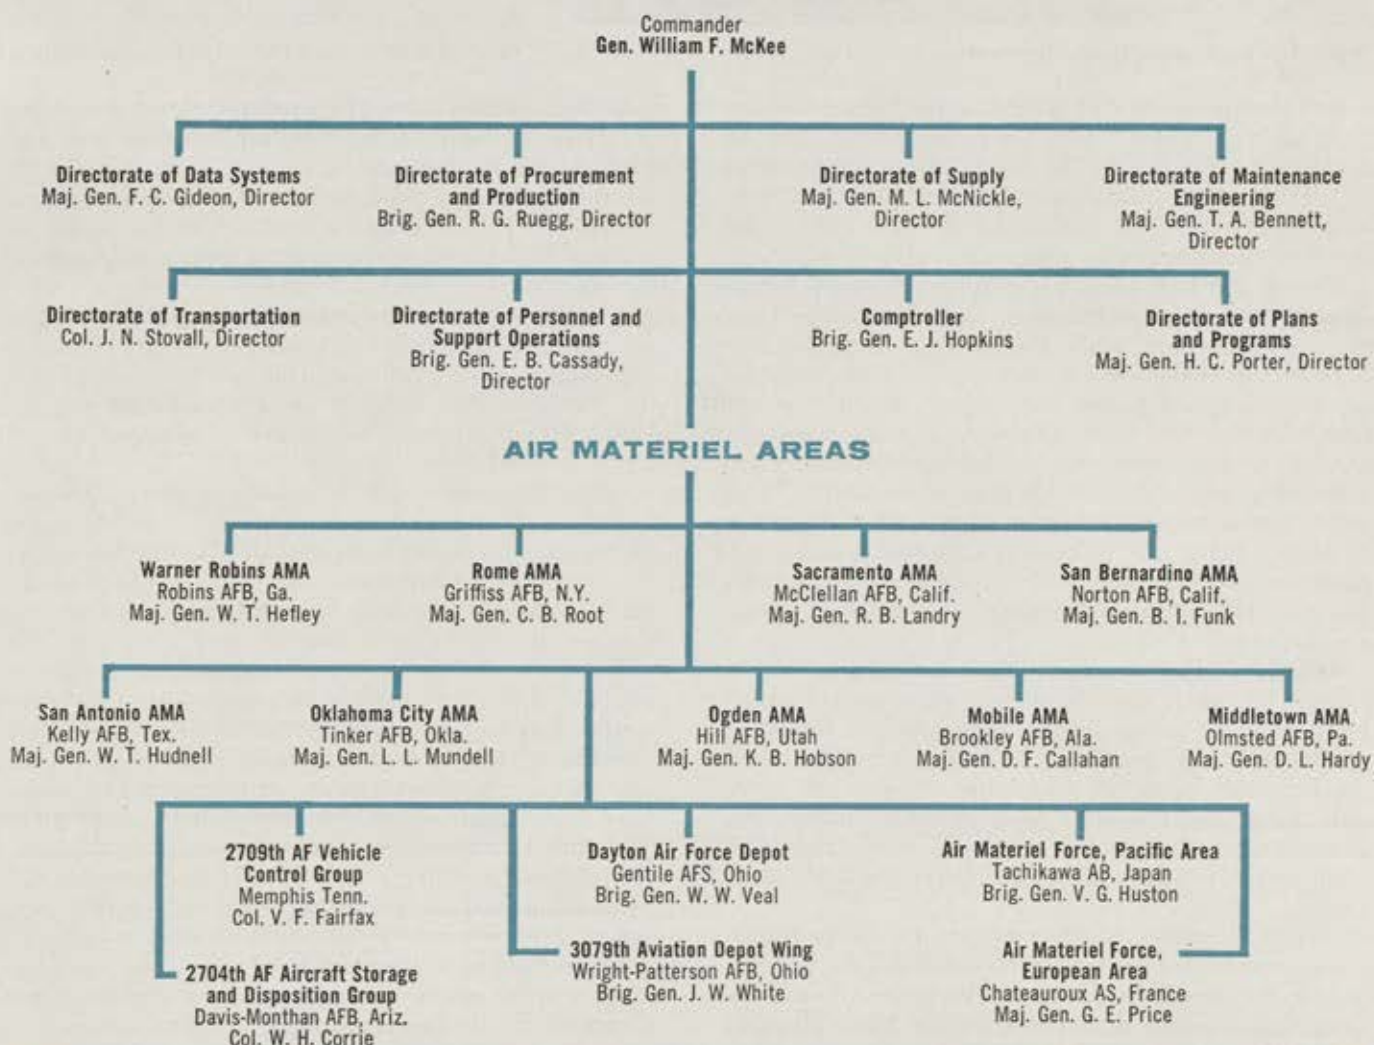 Commander
Gen. William F. McKee
Directorate of Data Systems
Maj. Gen. F. C. Gideon, Director
Directorate of Procurement
and Production
Brig. Gen. R. G. Ruegg, Director
Directorate of Supply
Maj. Gen. M. L. McNickle,
Director
Directorate of Maintenance
Engineering
Maj. Gen. T. A. Bennett,
Director
Directorate of Transportation
Col. J. N. Stovall, Director
Directorate of Personnel and
Support Operations
Brig. Gen. E. B. Cassady,
Director
Comptroller
Brig. Gen. E. J. Hopkins
Directorate of Plans
and Programs
Maj. Gen. H. C. Porter, Director
AIR MATERIEL AREAS
Warner Robins AMA
Robins AFB, Ga.
Maj. Gen. W. T. Hefley
Rome AMA
Griffiss AFB, N.Y.
Maj. Gen. C. B. Root
Sacramento AMA
McClellan AFB, Calif.
Maj. Gen. R. B. Landry
San Bernardino AMA
Norton AFB, Calif.
Maj. Gen. B. I. Funk
San Antonio AMA
Kelly AFB, Tex.
Maj. Gen. W. T. Hudnell
Oklahoma City AMA
Tinker AFB, Okla.
Maj. Gen. L. L. Mundell
Ogden AMA
Hill AFB, Utah
Maj. Gen. K. B. Hobson
Mobile AMA
Brookley AFB, Ala.
Maj. Gen. D. F. Callahan
Middletown AMA
Olmsted AFB, Pa.
Maj. Gen. D. L. Hardy
2709th AF Vehicle
Control Group
Memphis Tenn.
Col. V. F. Fairfax
Dayton Air Force Depot
Gentile AFS, Ohio
Brig. Gen. W. W. Veal
Air Materiel Force, Pacific Area
Tachikawa AB, Japan
Brig. Gen. V. G. Huston
2704th AF Aircraft Storage
and Disposition Group
Davis-Monthan AFB, Ariz.
Col. W. H. Corrie
3079th Aviation Depot Wing
Wright-Patterson AFB, Ohio
Brig. Gen. J. W. White
Air Materiel Force,
European Area
Chateauroux AS, France
Maj. Gen. G. E. Price